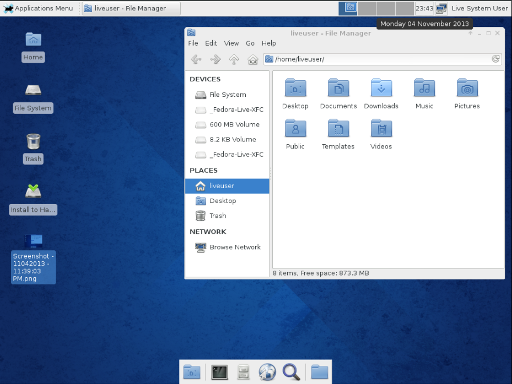 Applications Menu
liveuser - File Manager
23:43
Live System User
Monday 04 November 2013
Home
File System
Trash
Install to Ha...
Screenshot -
11042013 -
11:39:03
PM.png
liveuser - File Manager
File Edit View Go Help
/home/liveuser/
DEVICES
File System
_Fedora-Live-XFC
600 MB Volume
8.2 KB Volume
_Fedora-Live-XFC
PLACES
liveuser
Desktop
Trash
NETWORK
Browse Network
Desktop Documents Downloads Music Pictures
Public Templates Videos
8 items, Free space: 873.3 MB